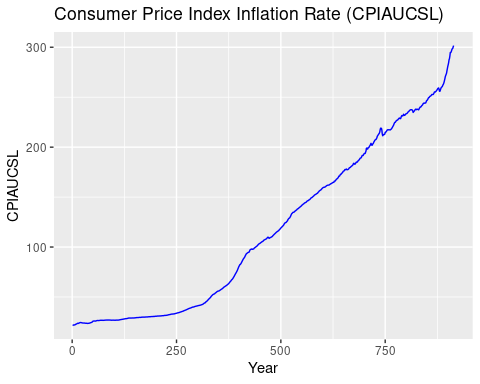 Consumer Price Index Inflation Rate (CPIAUCSL)
300
200
100
CPIAUCSL
0
250
500
750
Year